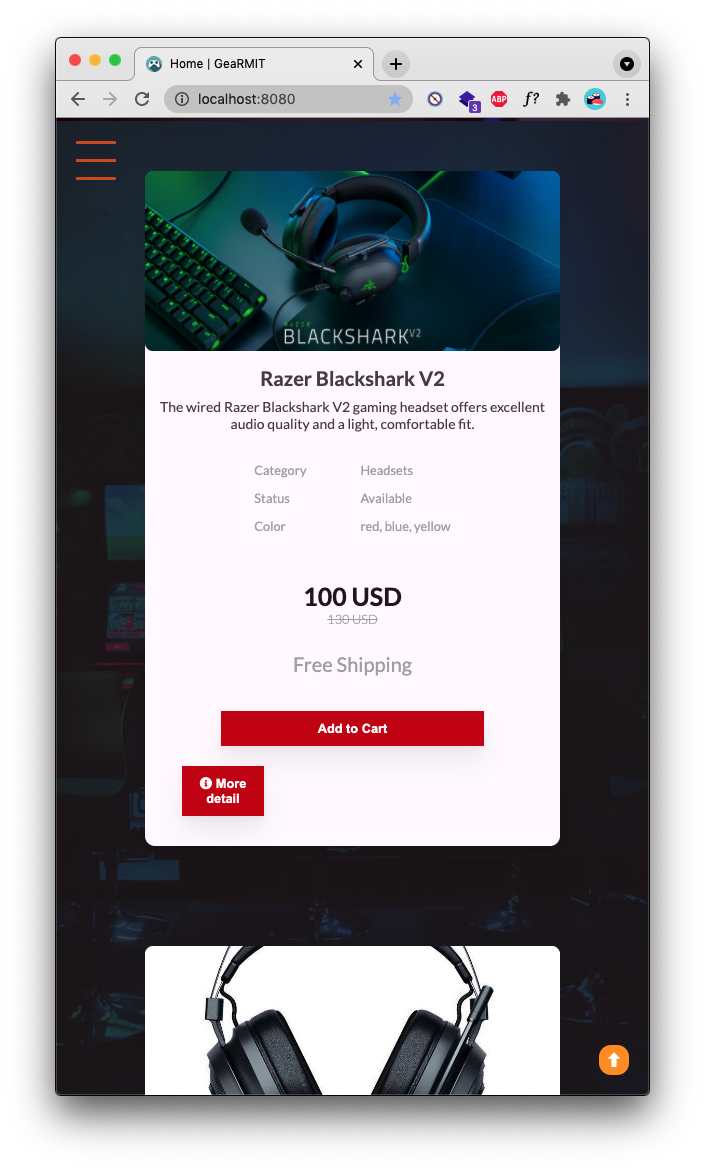 Home | GeaRMIT
localhost:8080
3
ABP
f?
RAZER
BLACKSHARK V2
Razer Blackshark V2
The wired Razer Blackshark V2 gaming headset offers excellent
audio quality and a light, comfortable fit.
Category Headsets
Status Available
Color red, blue, yellow
100 USD
130 USD
Free Shipping
Add to Cart
More
detail